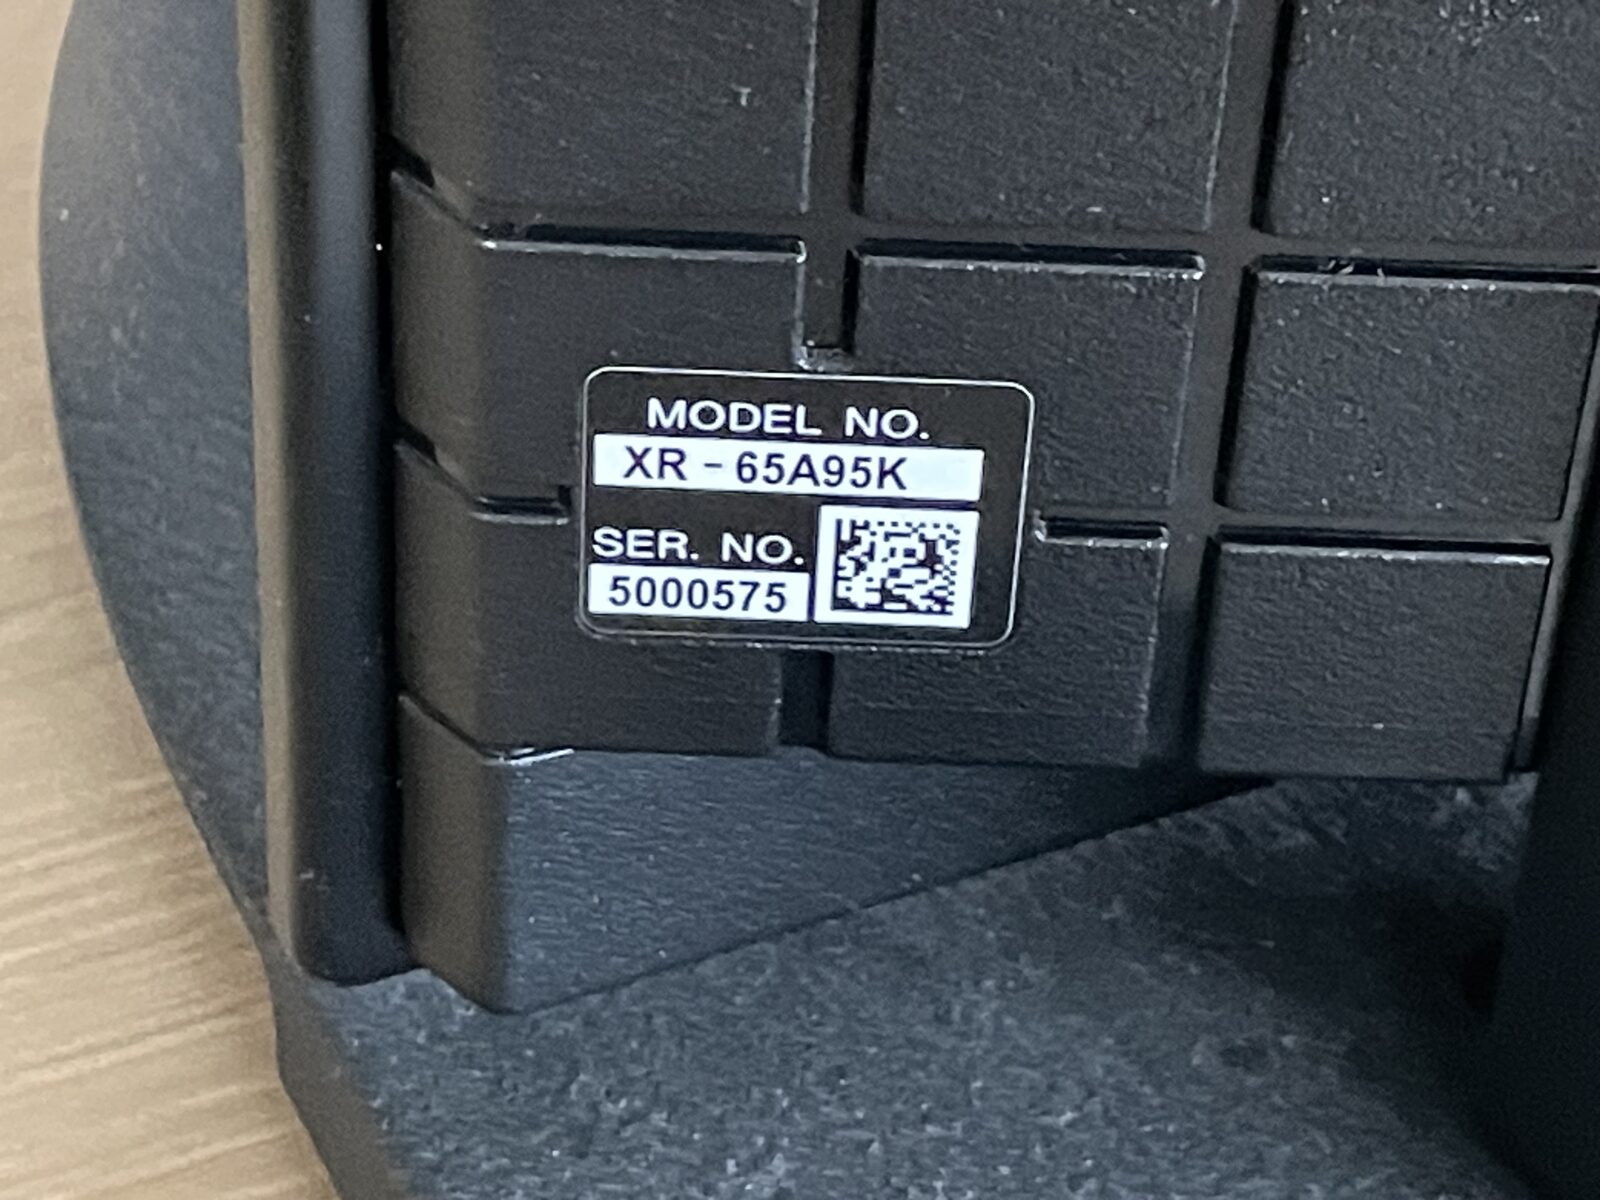 MODEL NO.
XR - 65A95K
SER. NO.
5000575